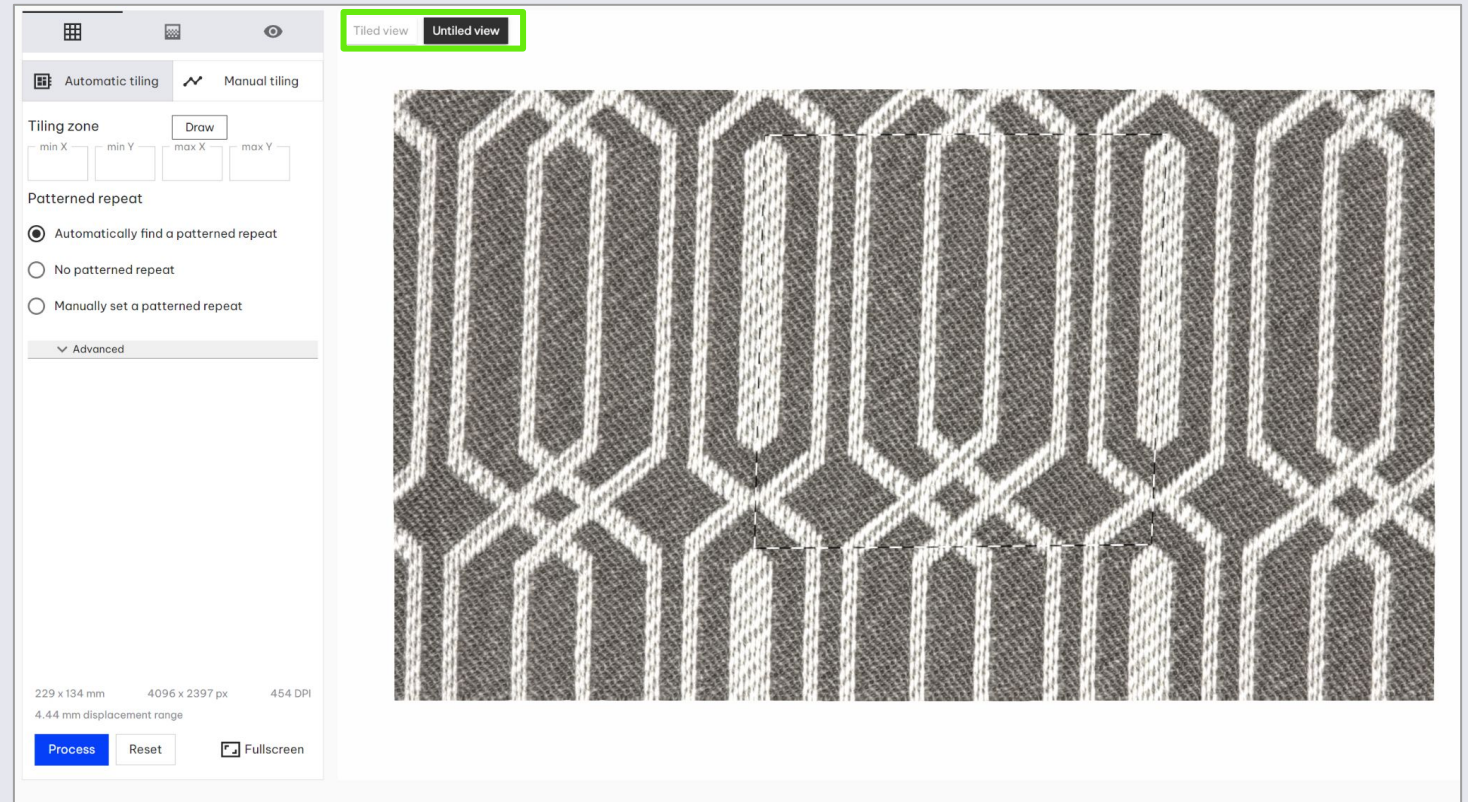 Tiled view Untiled view
Automatic tiling Manual tiling
Tiling zone Draw
min X min Y max X max Y
Patterned repeat
Automatically find a patterned repeat
No patterned repeat
Manually set a patterned repeat
Advanced
229 x 134 mm 4096 x 2397 px 454 DPI
4.44 mm displacement range
Process Reset Fullscreen